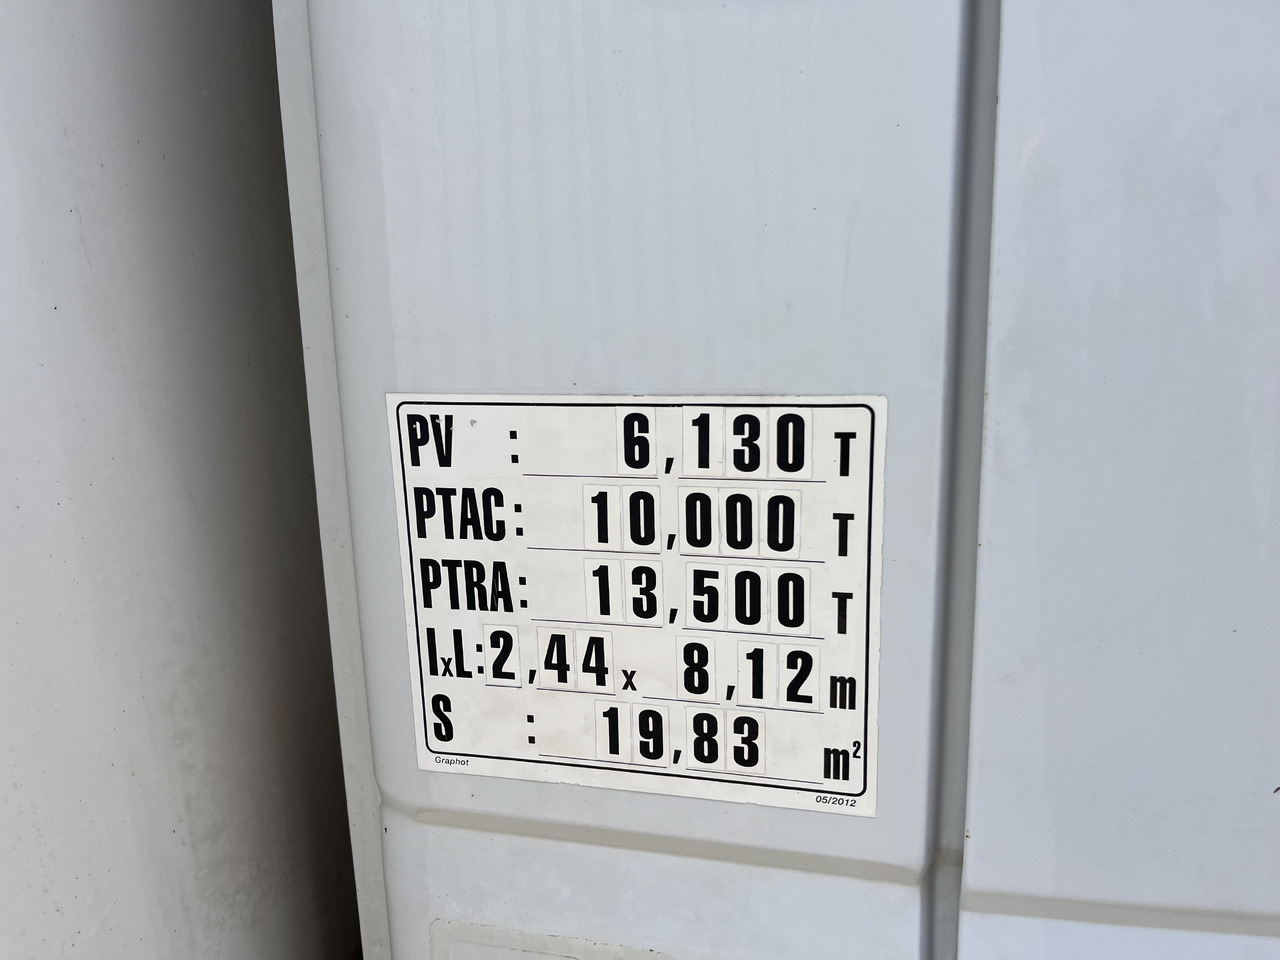 PV : 6,130 T
PTAC: 10,000 T
PTRA: 13,500 T
lxL: 2,44 x 8,12 m
S : 19,83 m²
Graphot
05/2012